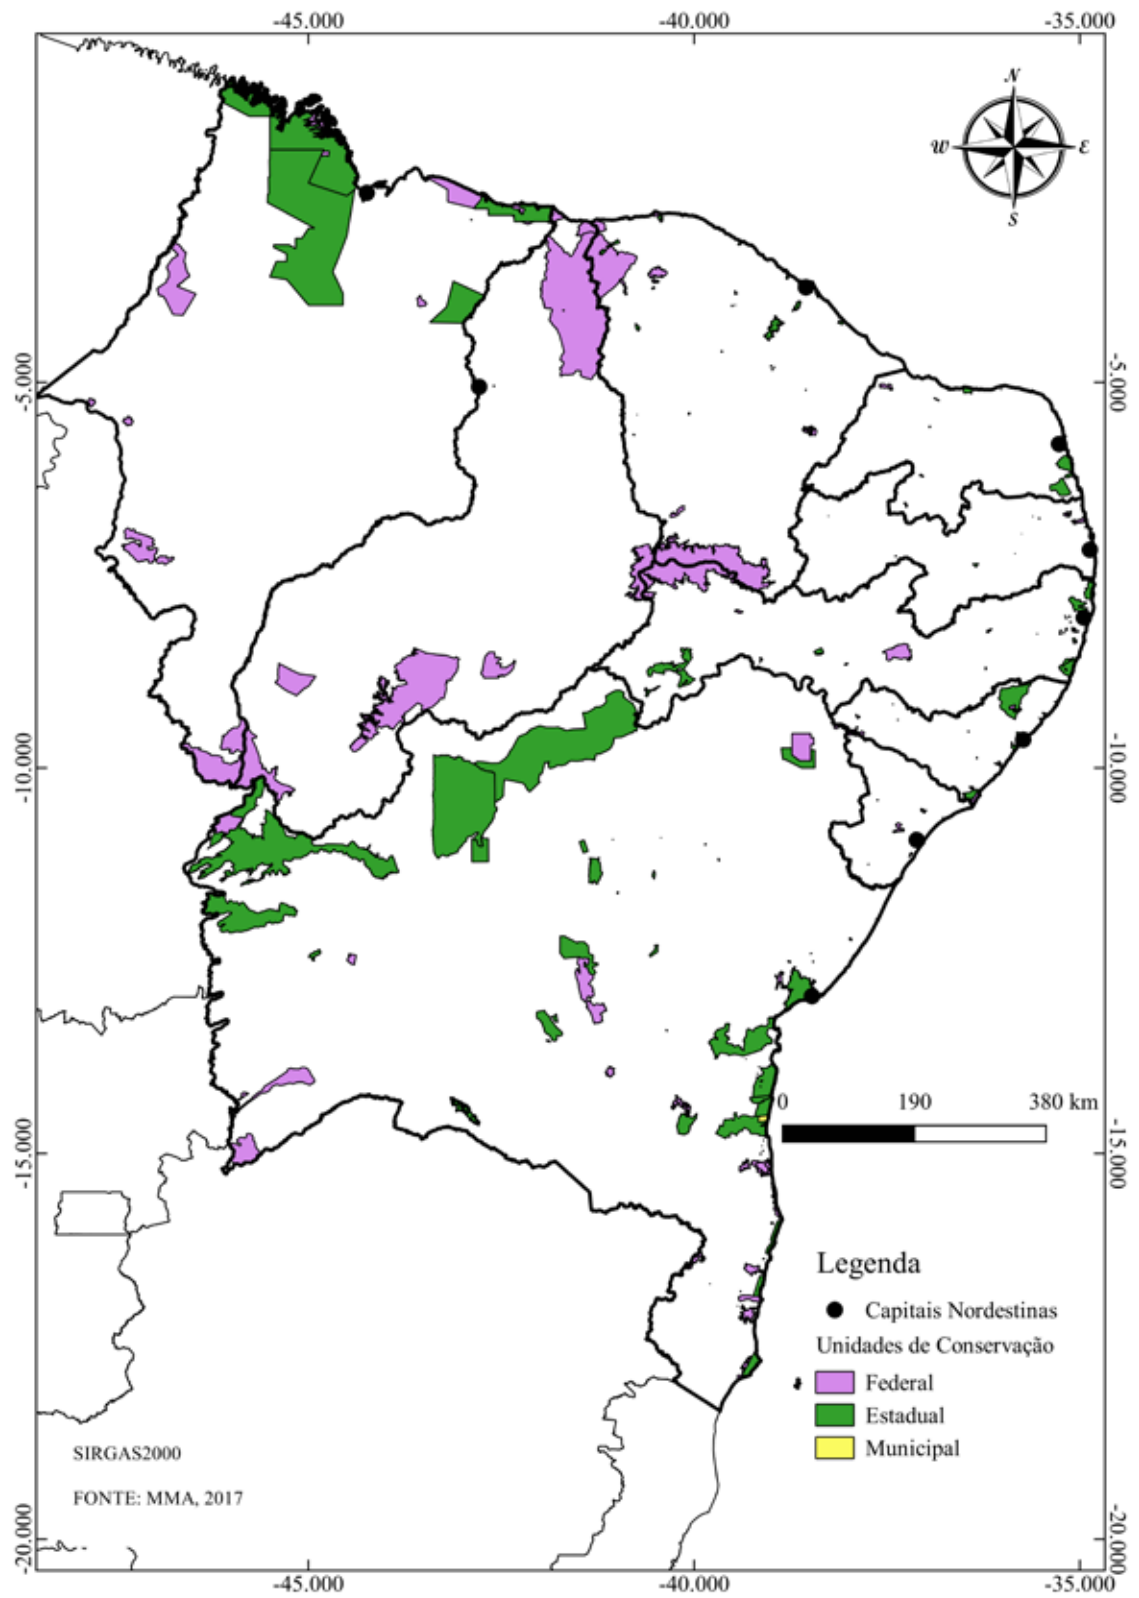 -45.000 -40.000 -35.000
N
W E
S
-5.000 -5.000
-10.000 -10.000
0 190 380 km
-15.000 -15.000
Legenda
Capitais Nordestinas
Unidades de Conservação
Federal
Estadual
Municipal
SIRGAS2000
FONTE: MMA, 2017
-20.000 -20.000
-45.000 -40.000 -35.000